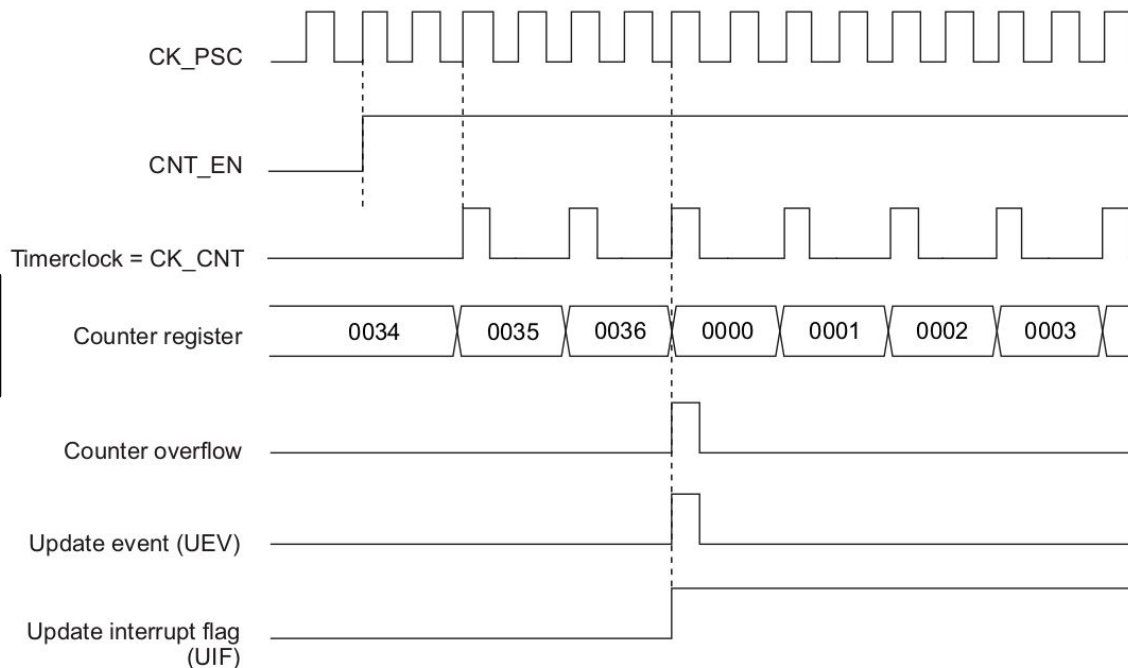 CK_PSC
CNT_EN
Timerclock = CK_CNT
Counter register
0034
0035
0036
0000
0001
0002
0003
Counter overflow
Update event (UEV)
Update interrupt flag
(UIF)